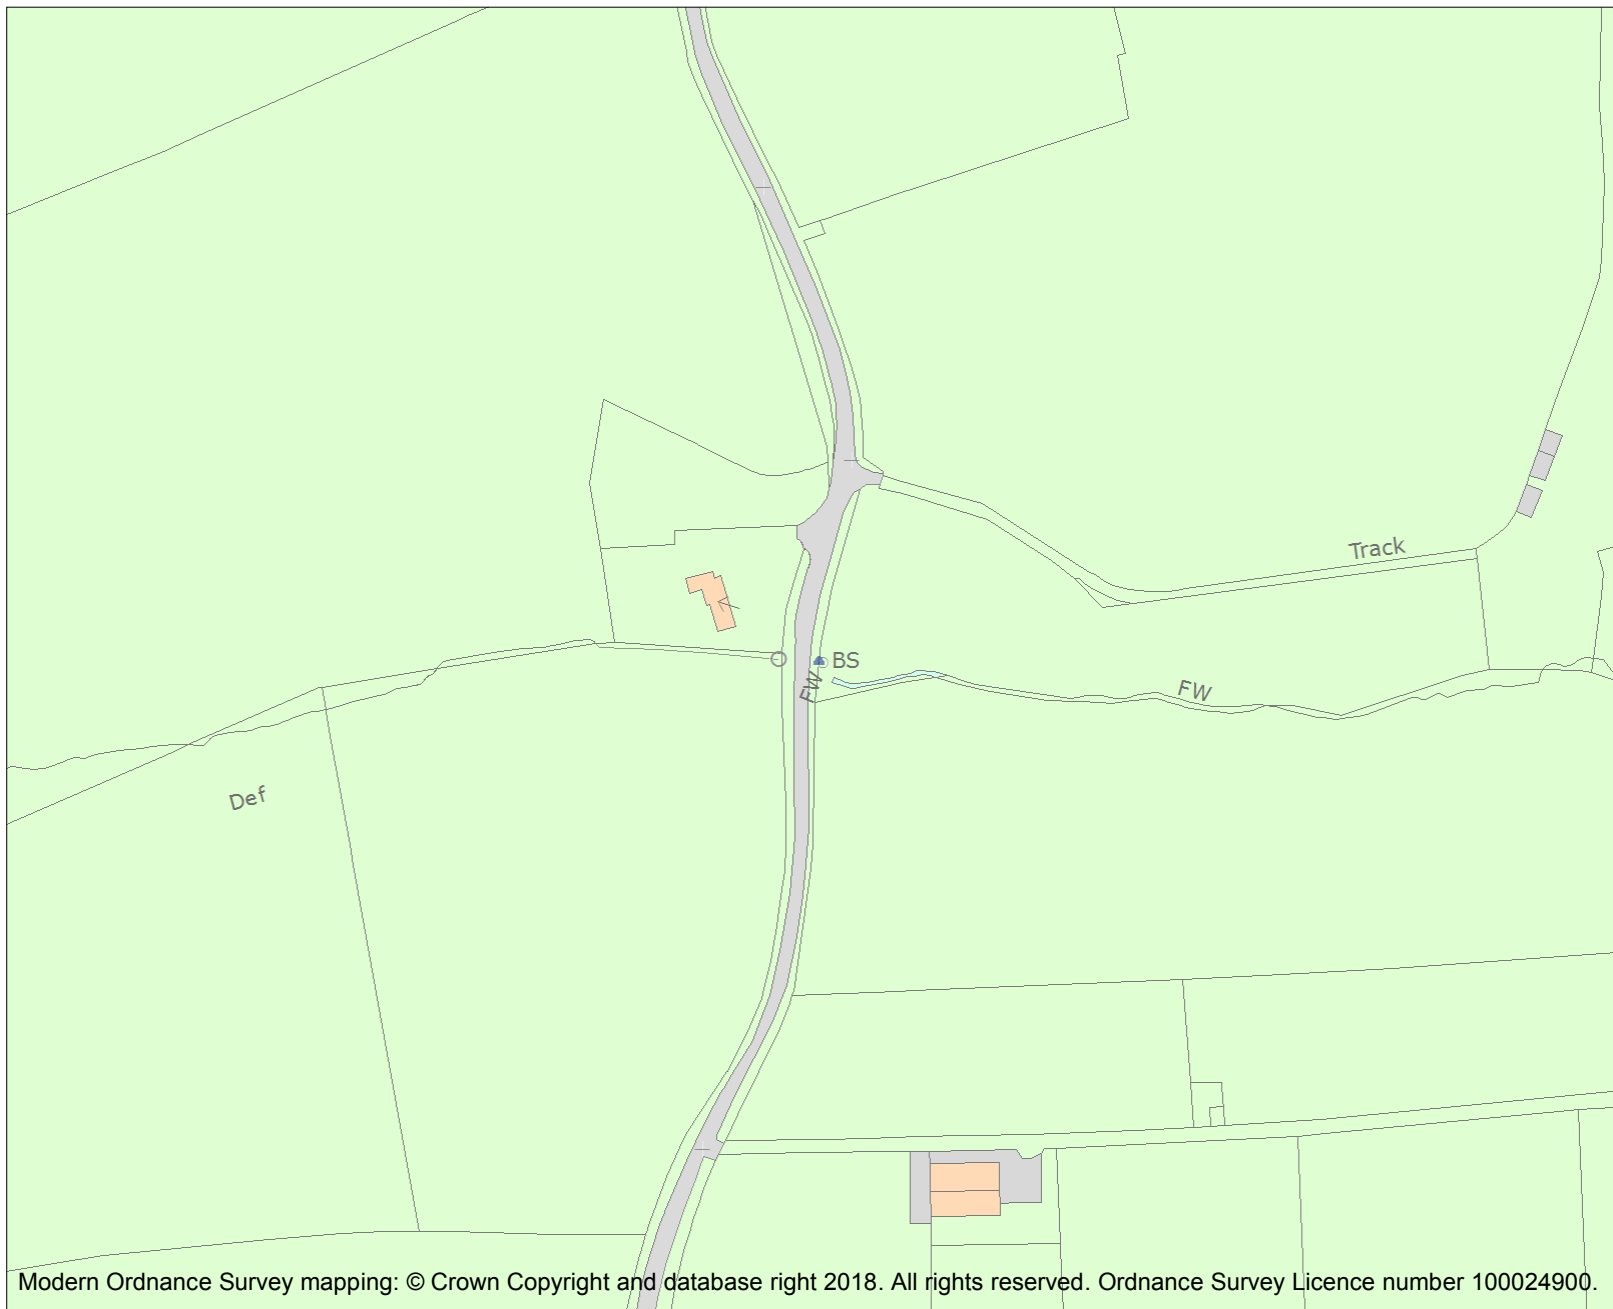 Track
BS
FW
FW
Def
Modern Ordnance Survey mapping: © Crown Copyright and database right 2018. All rights reserved. Ordnance Survey Licence number 100024900.